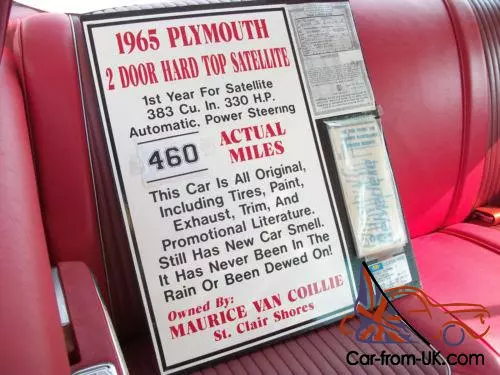 1965 PLYMOUTH
2 DOOR HARD TOP SATELLITE
1st Year For Satellite
383 Cu. In. 330 H.P.
Automatic, Power Steering
460 ACTUAL MILES
This Car Is All Original,
Including Tires, Paint,
Exhaust, Trim, And
Promotional Literature.
Still Has New Car Smell.
It Has Never Been In The
Rain Or Been Dewed On!
Owned By:
MAURICE VAN COILLIE
St. Clair Shores
Car-from-UK.com